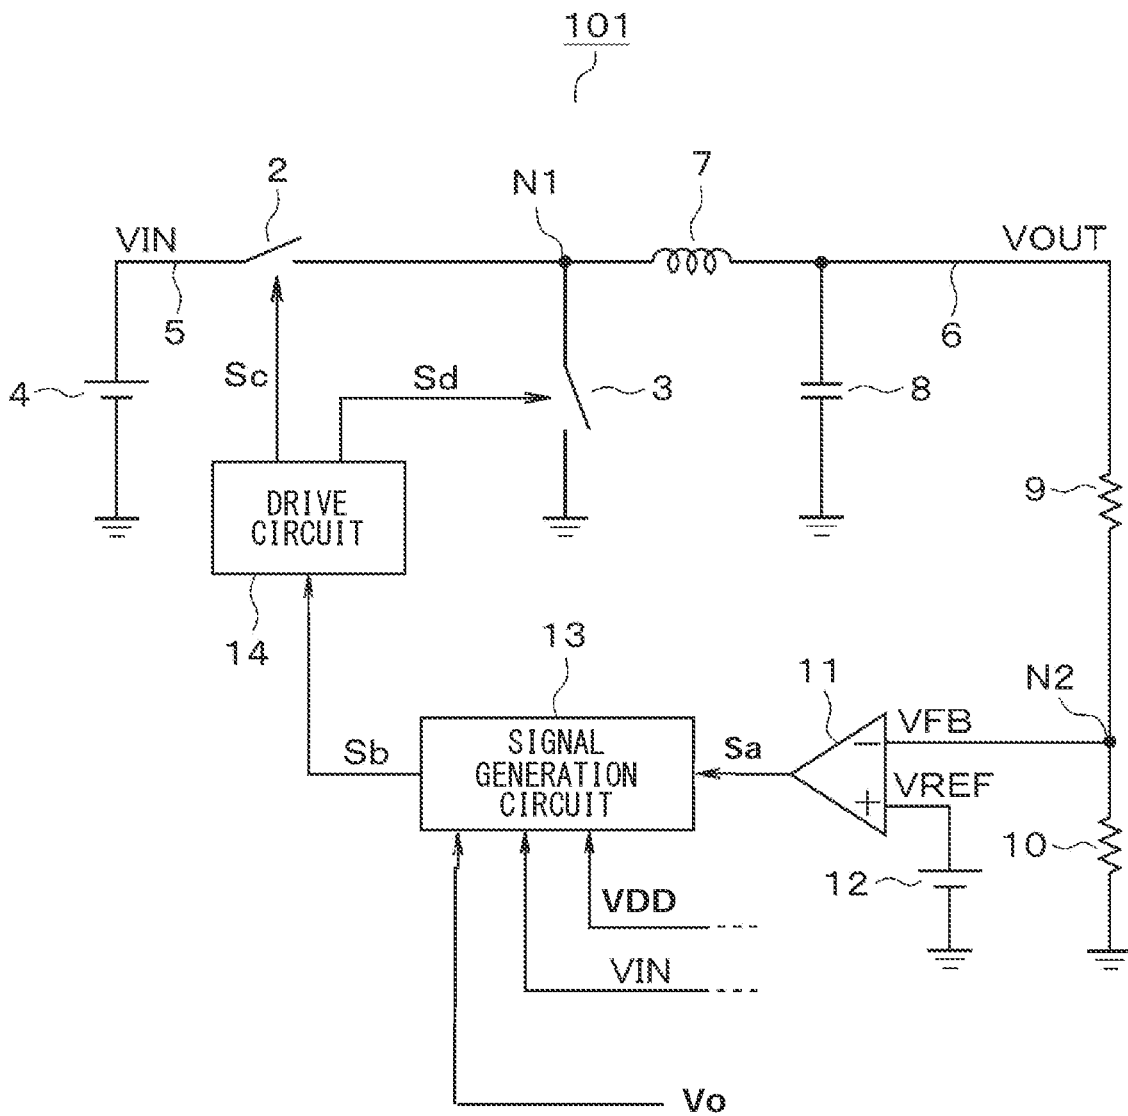 101
2
N1
7
VIN
VOUT
5
6
4
Sc
Sd
3
8
DRIVE
CIRCUIT
9
14
13
11
N2
Sb
SIGNAL
GENERATION
CIRCUIT
Sa
VFB
VREF
10
12
VDD
VIN
Vo